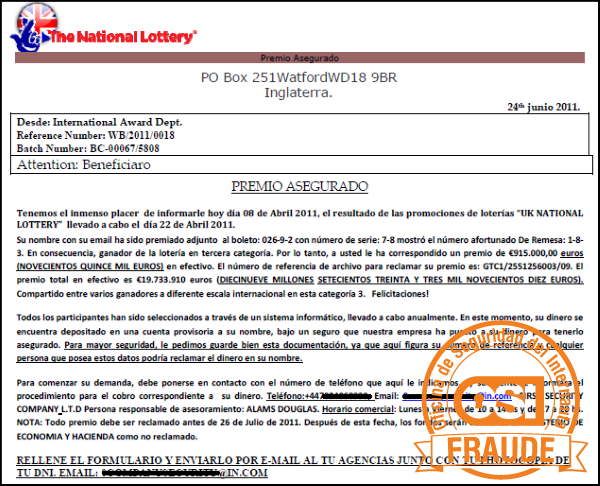 The National Lottery®
Premio Asegurado
PO Box 251WatfordWD18 9BR
Inglaterra.
24th junio 2011.
Desde: International Award Dept.
Reference Number: WB/2011/0018
Batch Number: BC-00067/5808
Attention: Beneficiaro
PREMIO ASEGURADO
Tenemos el inmenso placer de informarle hoy día 08 de Abril 2011, el resultado de las promociones de loterías "UK NATIONAL
LOTTERY" llevado a cabo el día 22 de Abril 2011.
Su nombre con su email ha sido premiado adjunto al boleto: 026-9-2 con número de serie: 7-8 mostró el número afortunado De Remesa: 1-8-
3. En consecuencia, ganador de la lotería en tercera categoría. Por lo tanto, a usted le ha correspondido un premio de €915.000,00 euros
(NOVECIENTOS QUINCE MIL EUROS) en efectivo. El número de referencia de archivo para reclamar su premio es: GTC1/2551256003/09. El
premio total en efectivo es €19.733.910 euros (DIECINUEVE MILLONES SETECIENTOS TREINTA Y TRES MIL NOVECIENTOS DIEZ EUROS).
Compartido entre varios ganadores a diferente escala internacional en esta categoría 3. Felicitaciones!
Todos los participantes han sido seleccionados a través de un sistema informático, llevado a cabo anualmente. En este momento, su dinero se
encuentra depositado en una cuenta provisoria a su nombre, bajo un seguro que nuestra empresa ha puesto a su dinero para tenerlo
asegurado. Para mayor seguridad, le pedimos guarde bien esta documentación, ya que aquí figura su número de referencia y cualquier
persona que posea estos datos podría reclamar el dinero en su nombre.
Para comenzar su demanda, debe ponerse en contacto con el número de teléfono que aquí le indicamos
procedimiento para el cobro correspondiente a su dinero. Teléfono:+447 Email: @in.com FIRST SECURITY
COMPANY L.T.D Persona responsable de asesoramiento: ALAMS DOUGLAS. Horario comercial: Lunes a viernes de 10 a 14 hs y de 17 a 20 hs.
NOTA: Todo premio debe ser reclamado antes de 26 de Julio de 2011. Después de esta fecha, los fondos serán MINISTERIO DE
ECONOMIA Y HACIENDA como no reclamado.
RELLENE EL FORMULARIO Y ENVIARLO POR E-MAIL AL TU AGENCIAS JUNTO CON TU PHOTOCOPIA DE
TU DNI. EMAIL: @IN.COM
Oficina de Seguridad del Internauta
OSI
FRAUDE